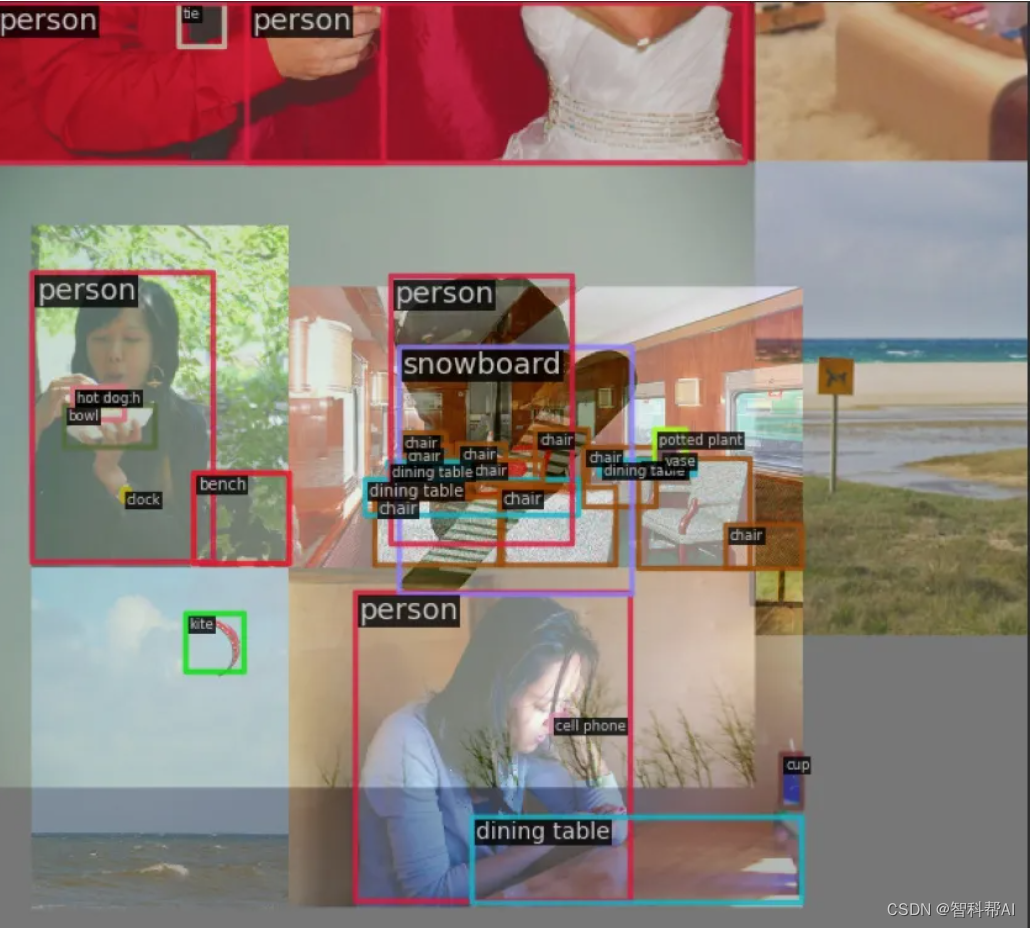 person
tie
person
person
person
snowboard
hot dog:h
bowl
chair
chair
chair
chair
chair
potted plant
dining table
chair
dining table
vase
bench
dining table
chair
chair
clock
chair
person
kite
cell phone
cup
dining table
CSDN @智科帮AI